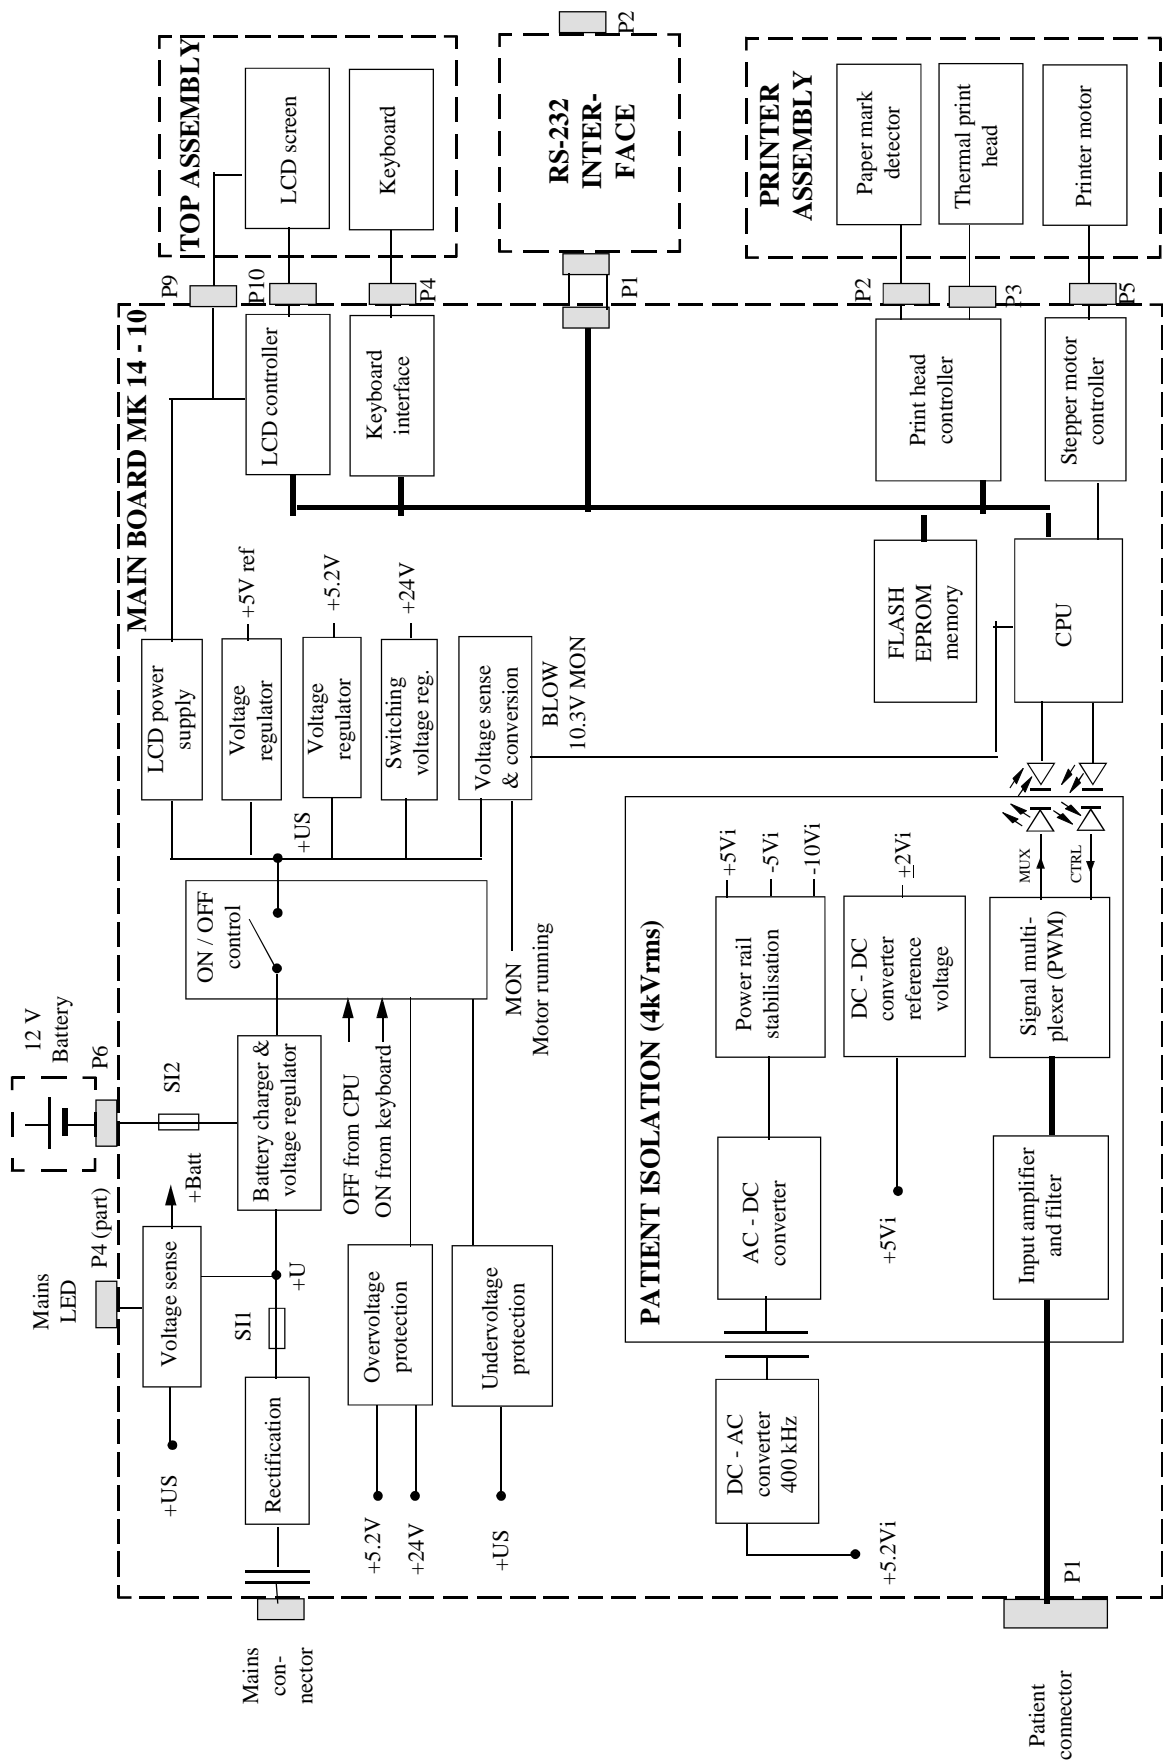 12 V
Battery
P6
Mains
LED
P4 (part)
SI2
+Batt
MAIN BOARD MK 14 - 10
P9
TOP ASSEMBLY
P10
LCD screen
P4
Keyboard
+US
Voltage sense
LCD power
supply
LCD controller
Keyboard
interface
Mains
con-
nector
Rectification
SI1
+U
Battery charger &
voltage regulator
ON / OFF
control
+US
Voltage
regulator
+5V ref
Voltage
regulator
+5.2V
Switching
voltage reg.
+24V
Voltage sense
& conversion
BLOW
10.3V MON
MON
Motor running
OFF from CPU
ON from keyboard
+5.2V
+24V
Overvoltage
protection
+US
Undervoltage
protection
P1
RS-232
INTER-
FACE
P2
PATIENT ISOLATION (4kVrms)
+5.2Vi
DC - AC
converter
400 kHz
AC - DC
converter
Power rail
stabilisation
+5Vi
-5Vi
-10Vi
+5Vi
DC - DC
converter
reference
voltage
±2Vi
Patient
connector
P1
Input amplifier
and filter
Signal multi-
plexer (PWM)
MUX
CTRL
FLASH
EPROM
memory
CPU
Print head
controller
Stepper motor
controller
P2
P3
P5
PRINTER
ASSEMBLY
Paper mark
detector
Thermal print
head
Printer motor